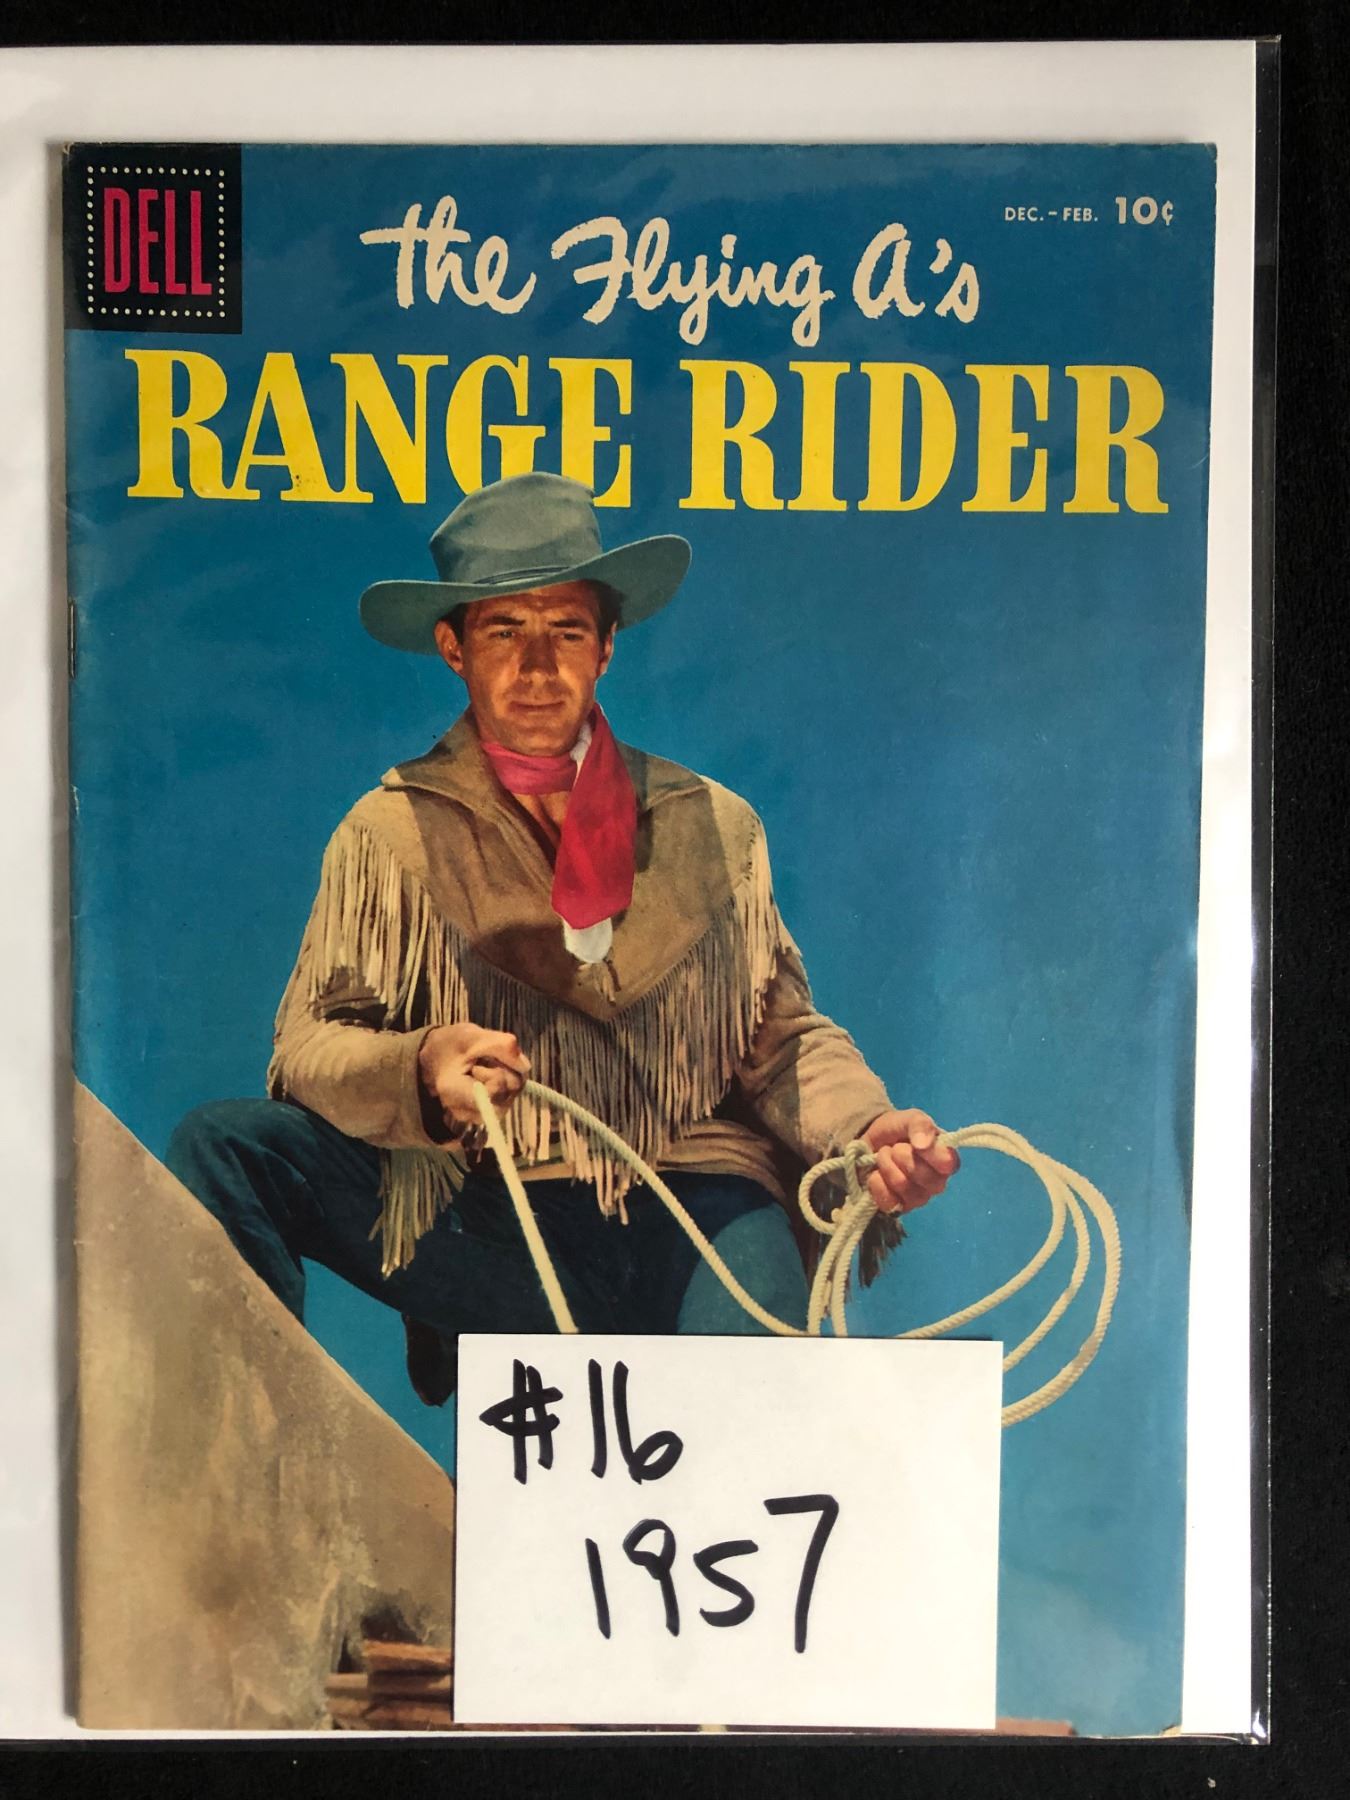 DELL
DEC.-FEB. 10¢
the Flying A's
RANGE RIDER
#16
1957